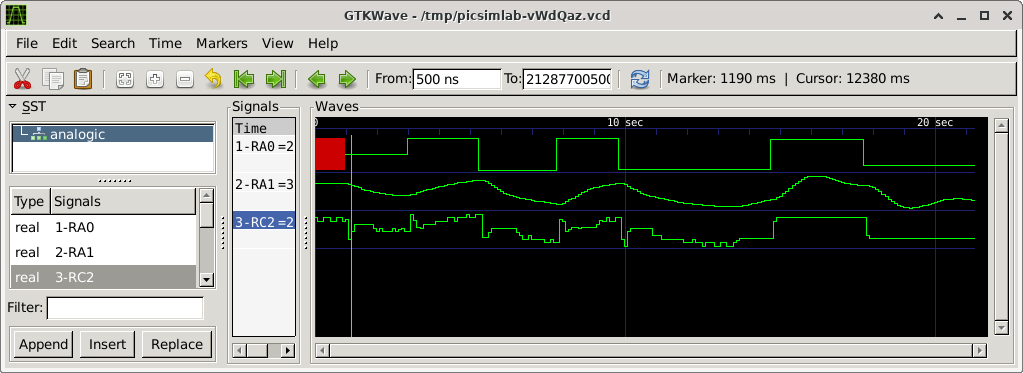 GTKWave - /tmp/picsimlab-vWdQaz.vcd
File Edit Search Time Markers View Help
From: 500 ns To: 21287700500 Marker: 1190 ms | Cursor: 12380 ms
SST
analogic
Type Signals
real 1-RA0
real 2-RA1
real 3-RC2
Filter:
Append Insert Replace
Signals
Time
1-RA0 =2
2-RA1 =3
3-RC2 =2
Waves
0 10 sec 20 sec